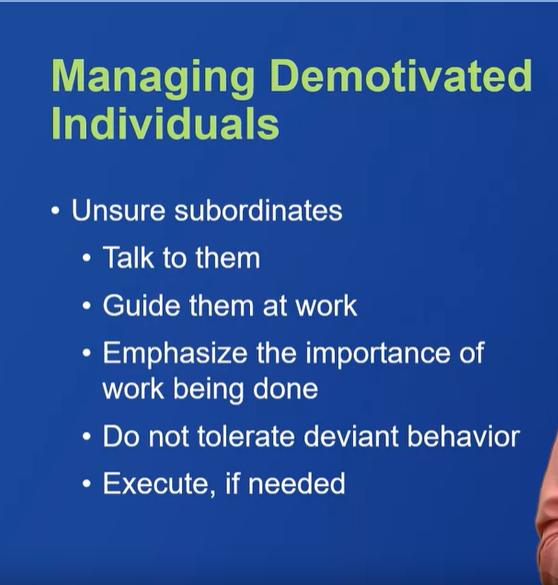 Managing Demotivated
Individuals
• Unsure subordinates
• Talk to them
• Guide them at work
• Emphasize the importance of
work being done
• Do not tolerate deviant behavior
• Execute, if needed